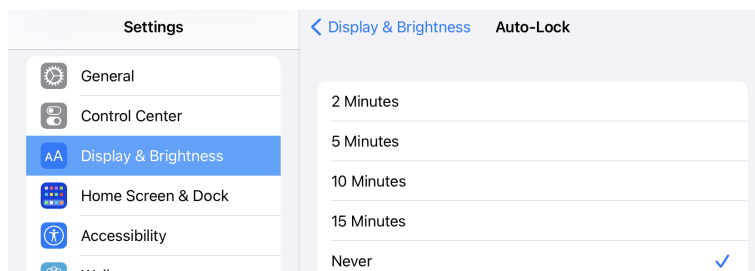 Settings
General
Control Center
AA Display & Brightness
Home Screen & Dock
Accessibility
Display & Brightness Auto-Lock
2 Minutes
5 Minutes
10 Minutes
15 Minutes
Never